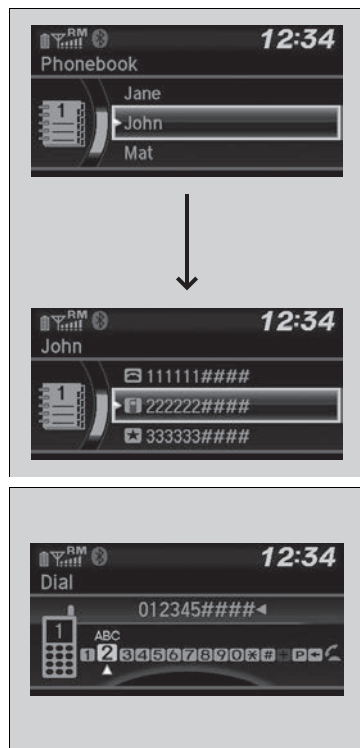 RM 12:34
Phonebook
1
Jane
John
Mat
RM 12:34
John
1
111111####
222222####
333333####
RM 12:34
Dial
012345####
1
ABC
1234567890*#+P